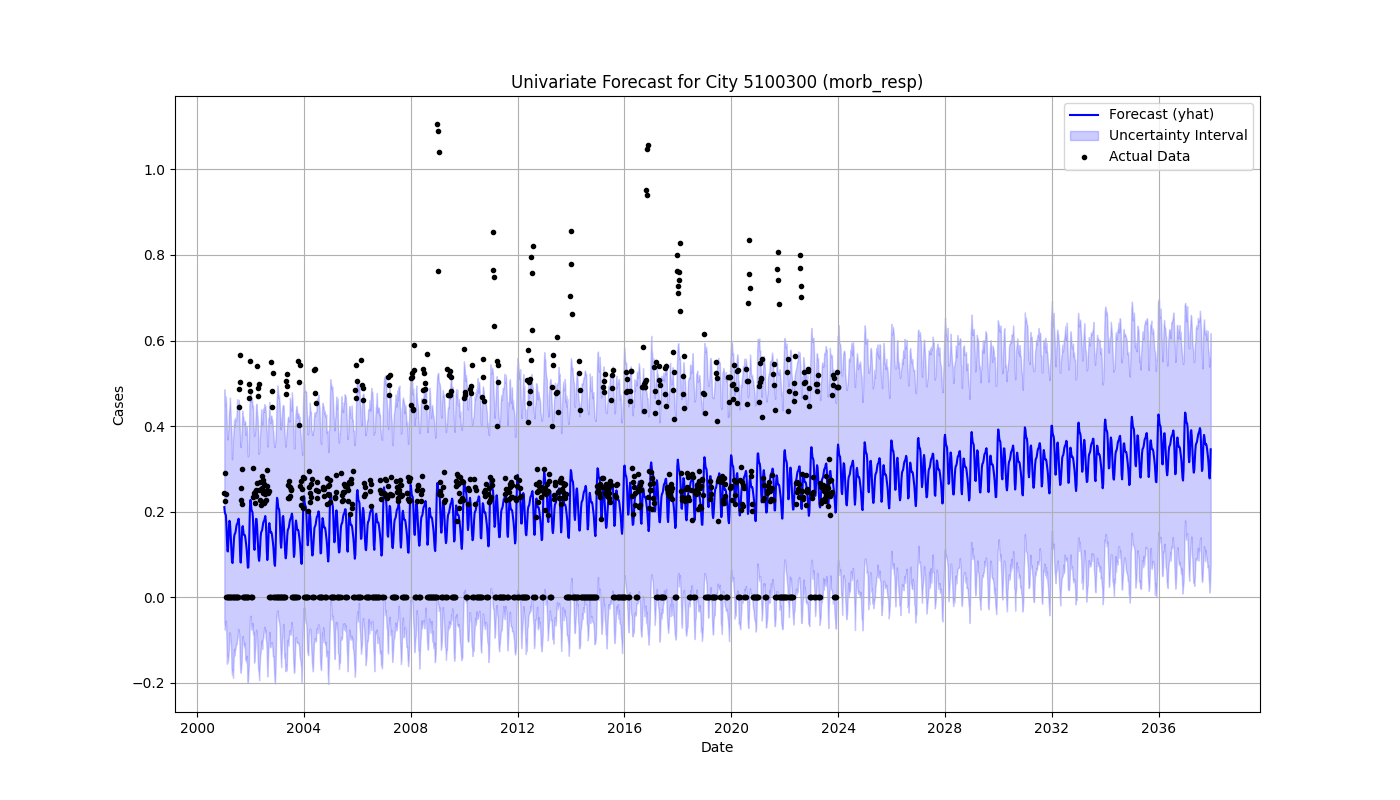 Univariate Forecast for City 5100300 (morb_resp)
Forecast (yhat)
Uncertainty Interval
Actual Data
Cases
1.0
0.8
0.6
0.4
0.2
0.0
−0.2
2000 2004 2008 2012 2016 2020 2024 2028 2032 2036
Date